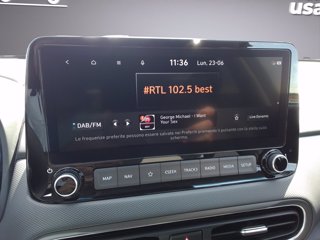 usa
11:36 Lun. 23-06
#RTL 102.5 best
DAB/FM
George Michael - I Want
Your Sex
Live Dynamic
Le frequenze preferite possono essere salvate nei Preferiti premendo il pulsante con la stella sullo
schermo.
MAP NAV SEEK TRACK RADIO MEDIA SETUP